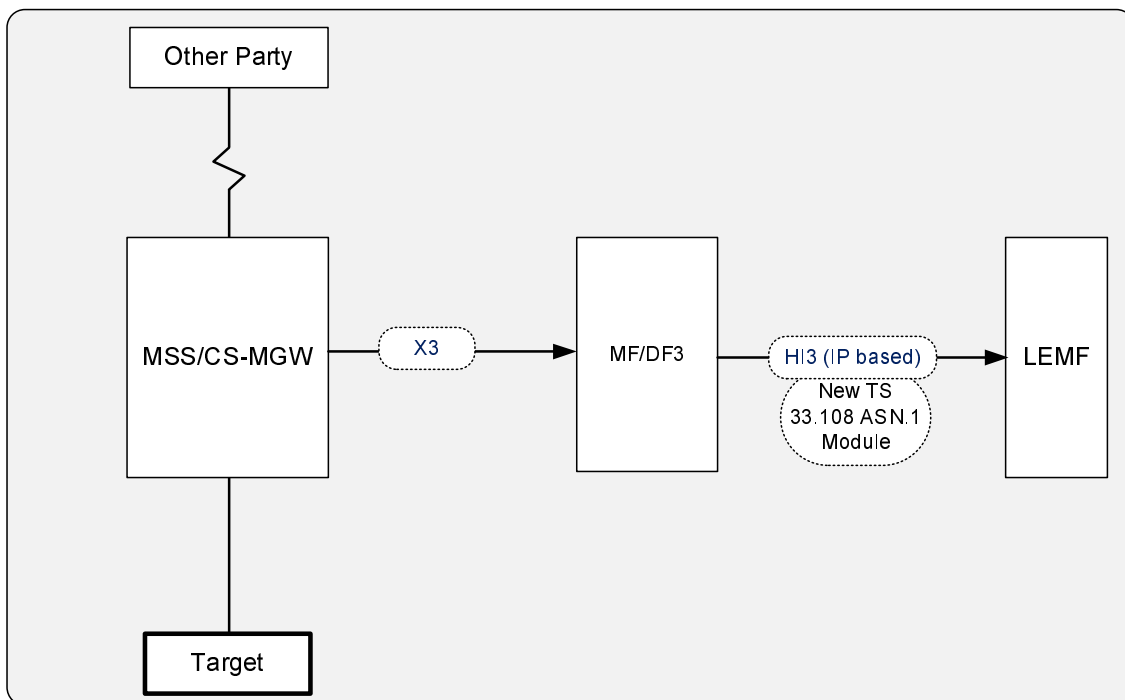 Other Party
MSS/CS-MGW
X3
MF/DF3
HI3 (IP based)
New TS
33.108 ASN.1
Module
LEMF
Target